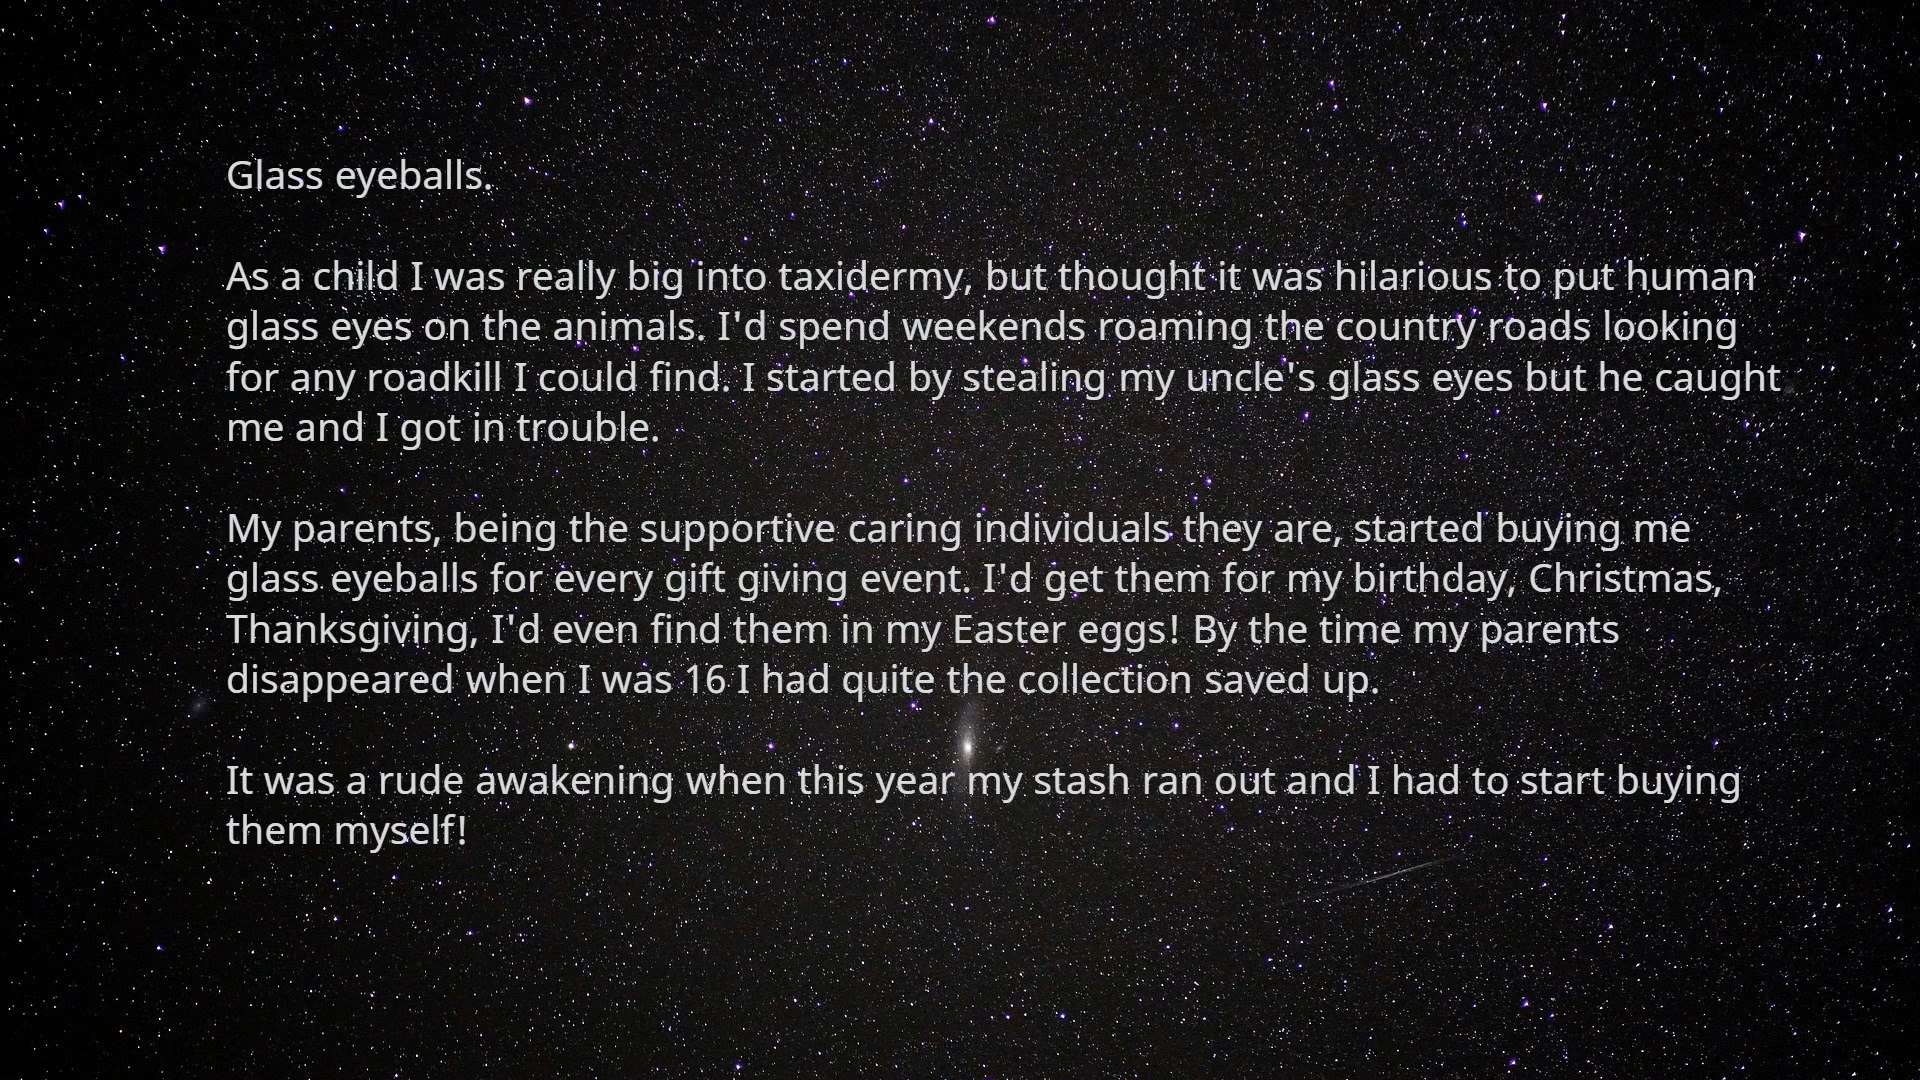 Glass eyeballs.
As a child I was really big into taxidermy, but thought it was hilarious to put human
glass eyes on the animals. I'd spend weekends roaming the country roads looking
for any roadkill I could find. I started by stealing my uncle's glass eyes but he caught
me and I got in trouble.
My parents, being the supportive caring individuals they are, started buying me
glass eyeballs for every gift giving event. I'd get them for my birthday, Christmas,
Thanksgiving, I'd even find them in my Easter eggs! By the time my parents
disappeared when I was 16 I had quite the collection saved up.
It was a rude awakening when this year my stash ran out and I had to start buying
them myself!